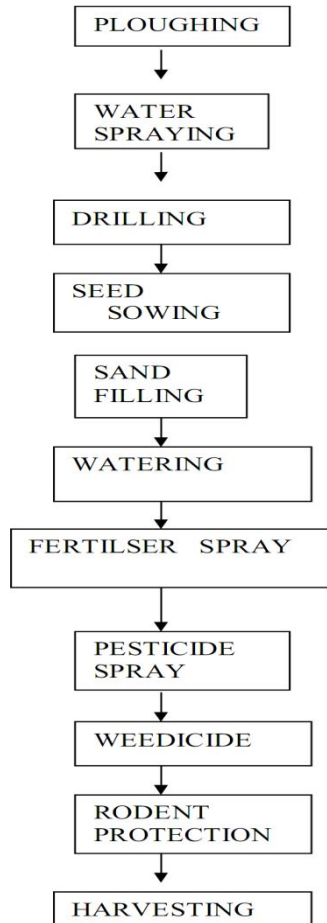 PLOUGHING
WATER
SPRAYING
DRILLING
SEED
SOWING
SAND
FILLING
WATERING
FERTILSER SPRAY
PESTICIDE
SPRAY
WEEDICIDE
RODENT
PROTECTION
HARVESTING